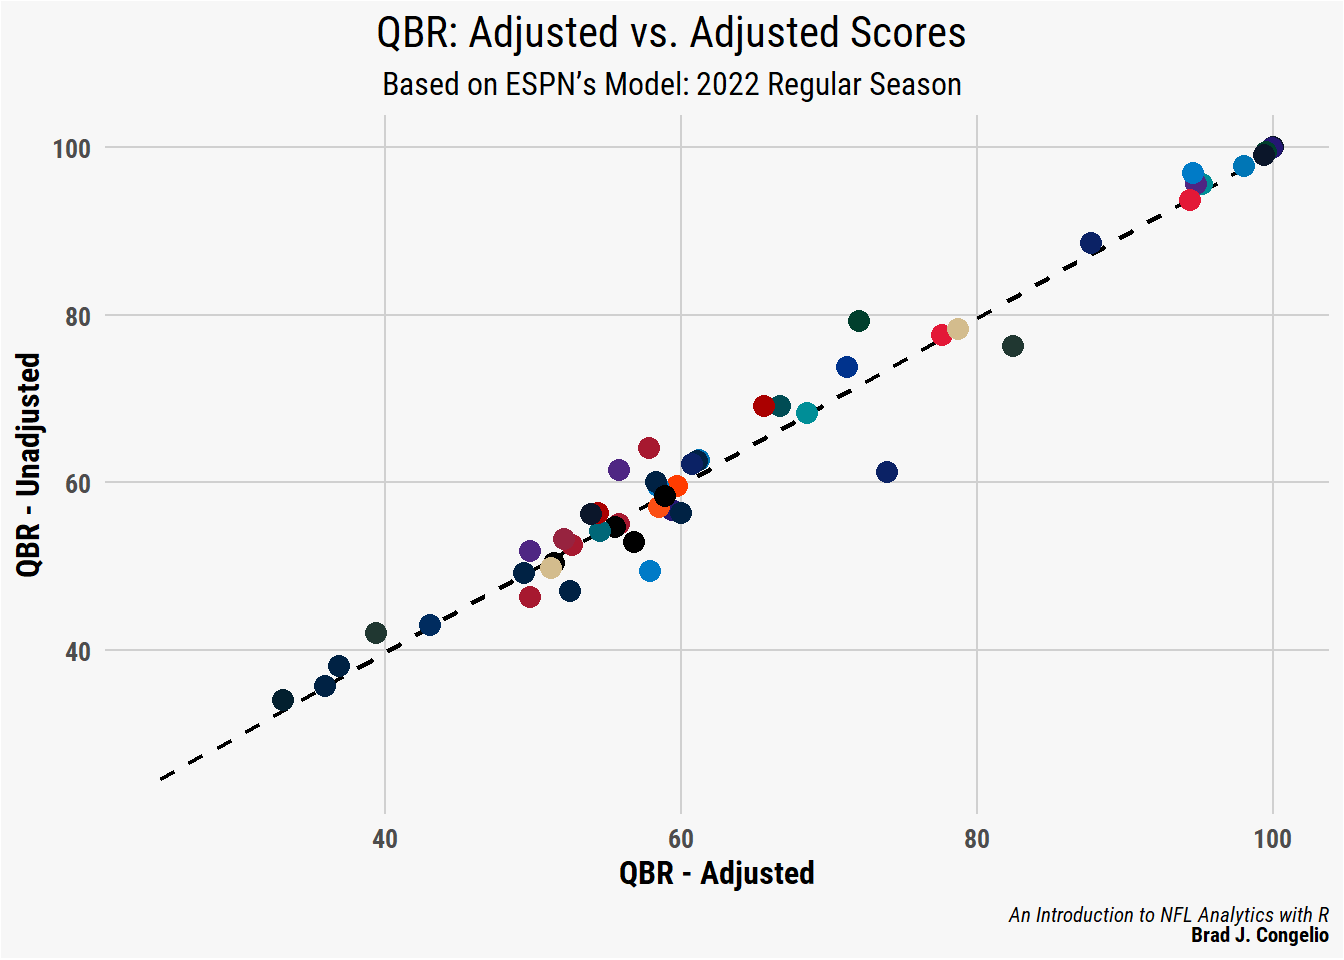 QBR: Adjusted vs. Adjusted Scores
Based on ESPN’s Model: 2022 Regular Season
100
80
60
40
QBR - Unadjusted
40 60 80 100
QBR - Adjusted
An Introduction to NFL Analytics with R
Brad J. Congelio